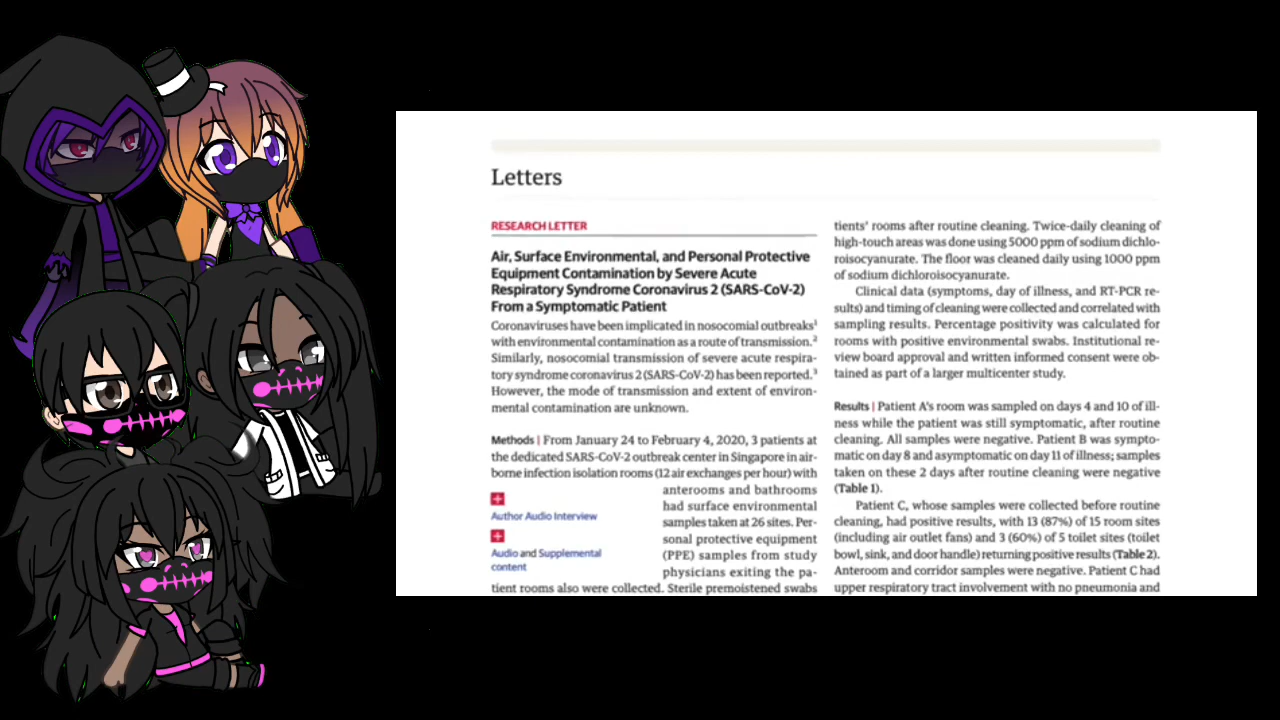 Letters
RESEARCH LETTER
Air, Surface Environmental, and Personal Protective
Equipment Contamination by Severe Acute
Respiratory Syndrome Coronavirus 2 (SARS-CoV-2)
From a Symptomatic Patient
Coronaviruses have been implicated in nosocomial outbreaks1
with environmental contamination as a route of transmission.2
Similarly, nosocomial transmission of severe acute respira-
tory syndrome coronavirus 2 (SARS-CoV-2) has been reported.3
However, the mode of transmission and extent of environ-
mental contamination are unknown.
Methods | From January 24 to February 4, 2020, 3 patients at
the dedicated SARS-CoV-2 outbreak center in Singapore in air-
borne infection isolation rooms (12 air exchanges per hour) with
anterooms and bathrooms
had surface environmental
samples taken at 26 sites. Per-
sonal protective equipment
(PPE) samples from study
physicians exiting the pa-
Author Audio Interview
Audio and Supplemental
content
tient rooms also were collected. Sterile premoistened swabs
tients' rooms after routine cleaning. Twice-daily cleaning of
high-touch areas was done using 5000 ppm of sodium dichlo-
roisocyanurate. The floor was cleaned daily using 1000 ppm
of sodium dichloroisocyanurate.
Clinical data (symptoms, day of illness, and RT-PCR re-
sults) and timing of cleaning were collected and correlated with
sampling results. Percentage positivity was calculated for
rooms with positive environmental swabs. Institutional re-
view board approval and written informed consent were ob-
tained as part of a larger multicenter study.
Results | Patient A's room was sampled on days 4 and 10 of ill-
ness while the patient was still symptomatic, after routine
cleaning. All samples were negative. Patient B was sympto-
matic on day 8 and asymptomatic on day 11 of illness; samples
taken on these 2 days after routine cleaning were negative
(Table 1).
Patient C, whose samples were collected before routine
cleaning, had positive results, with 13 (87%) of 15 room sites
(including air outlet fans) and 3 (60%) of 5 toilet sites (toilet
bowl, sink, and door handle) returning positive results (Table 2).
Anteroom and corridor samples were negative. Patient C had
upper respiratory tract involvement with no pneumonia and